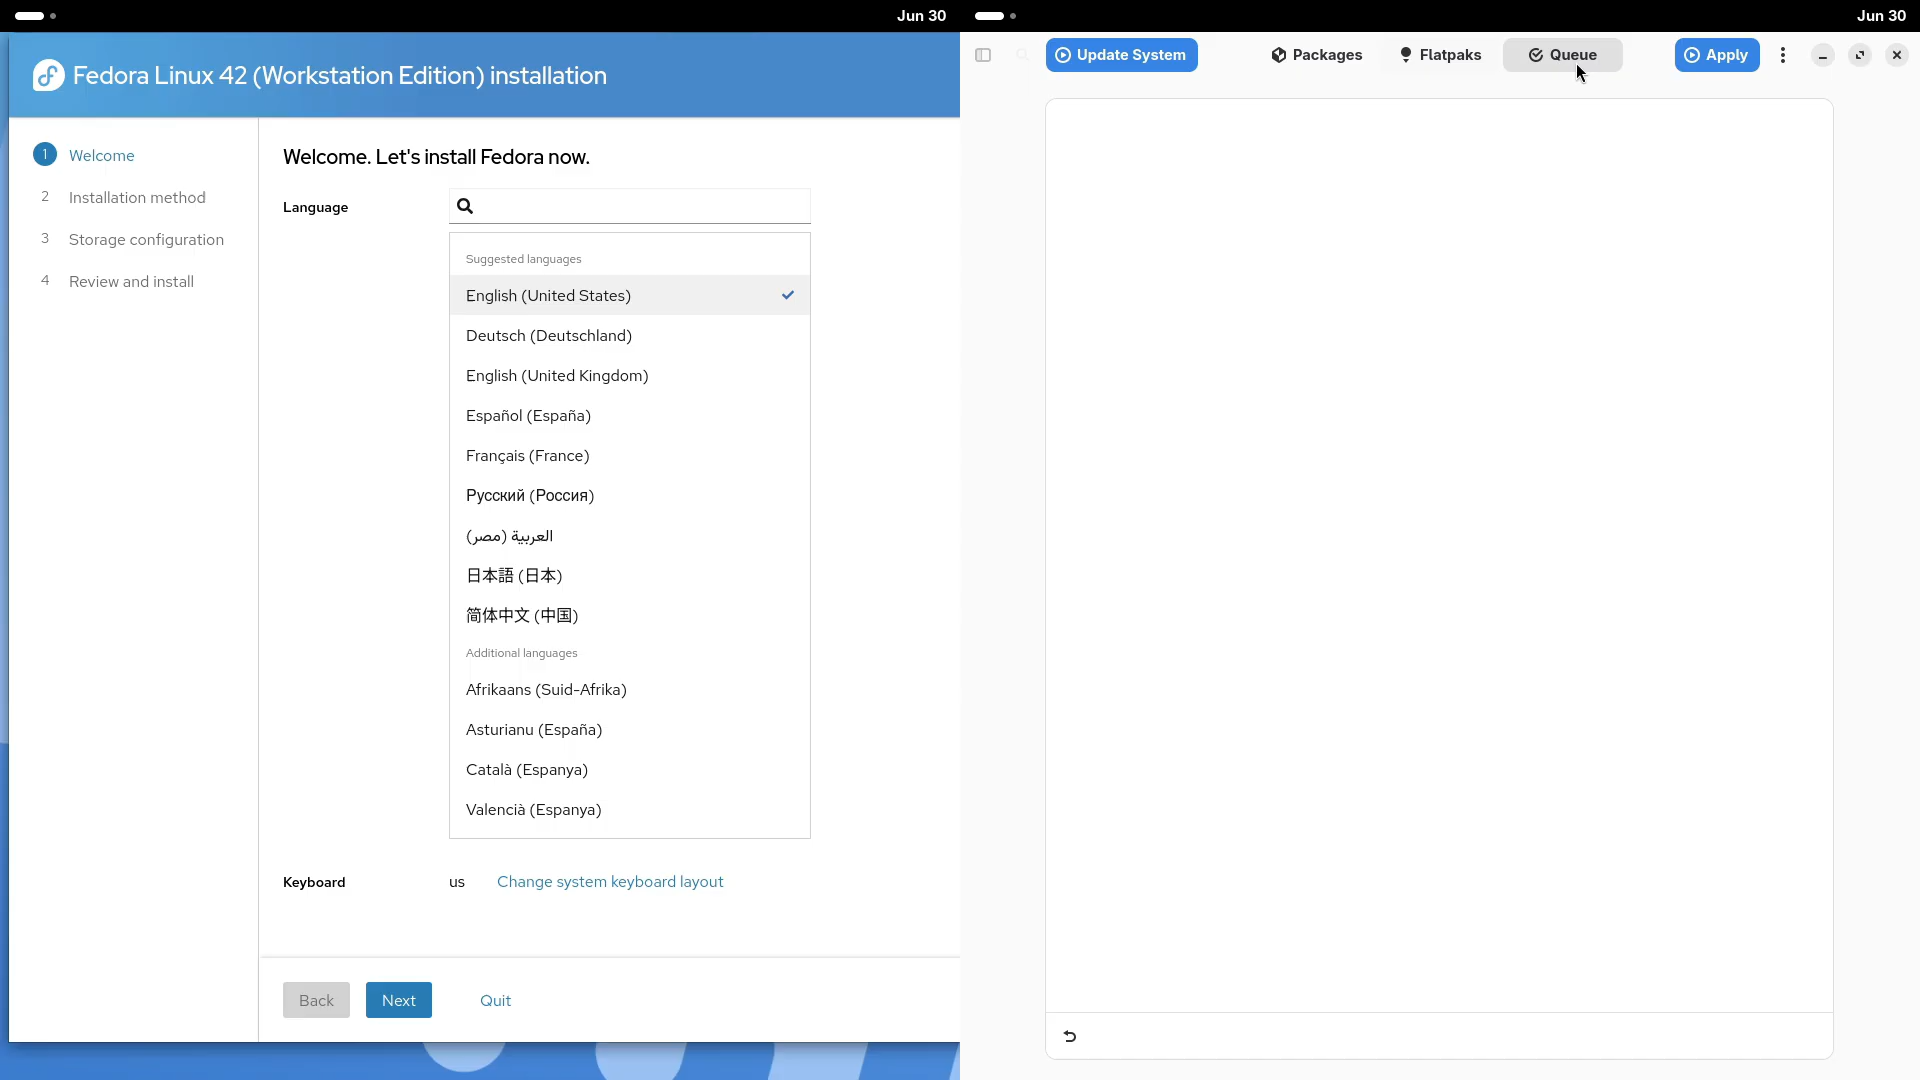 Jun 30
Fedora Linux 42 (Workstation Edition) installation
1 Welcome
2 Installation method
3 Storage configuration
4 Review and install
Welcome. Let's install Fedora now.
Language
Suggested languages
English (United States)
Deutsch (Deutschland)
English (United Kingdom)
Español (España)
Français (France)
Русский (Россия)
العربية (مصر)
日本語 (日本)
简体中文 (中国)
Additional languages
Afrikaans (Suid-Afrika)
Asturianu (España)
Català (Espanya)
Valencià (Espanya)
Keyboard us Change system keyboard layout
Back Next Quit
Jun 30
Update System Packages Flatpaks Queue Apply